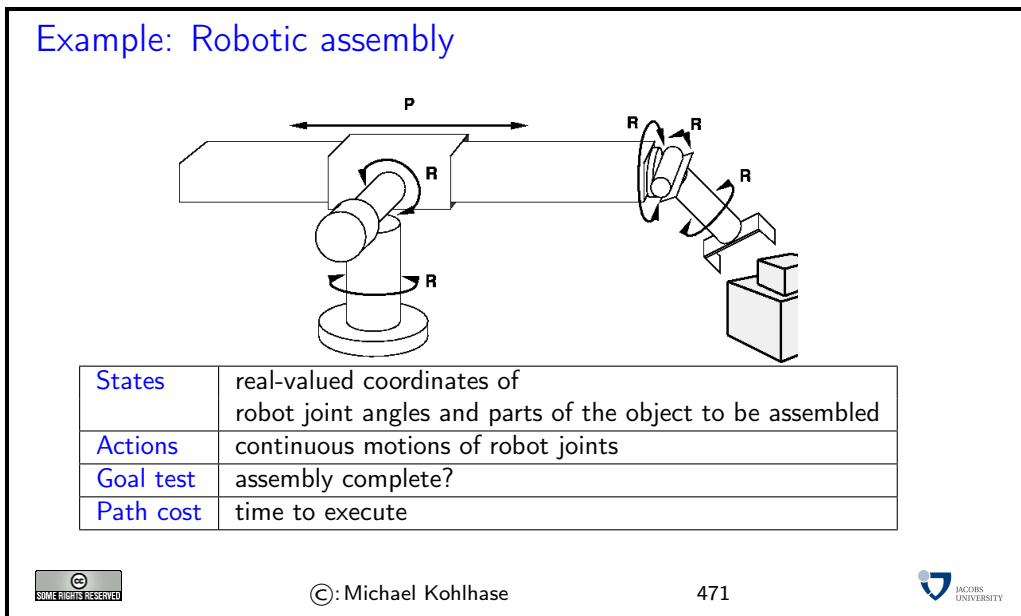 Example: Robotic assembly
P
R
R
R
R
R
States real-valued coordinates of
robot joint angles and parts of the object to be assembled
Actions continuous motions of robot joints
Goal test assembly complete?
Path cost time to execute
cc
SOME RIGHTS RESERVED
©: Michael Kohlhase
471
JACOBS
UNIVERSITY